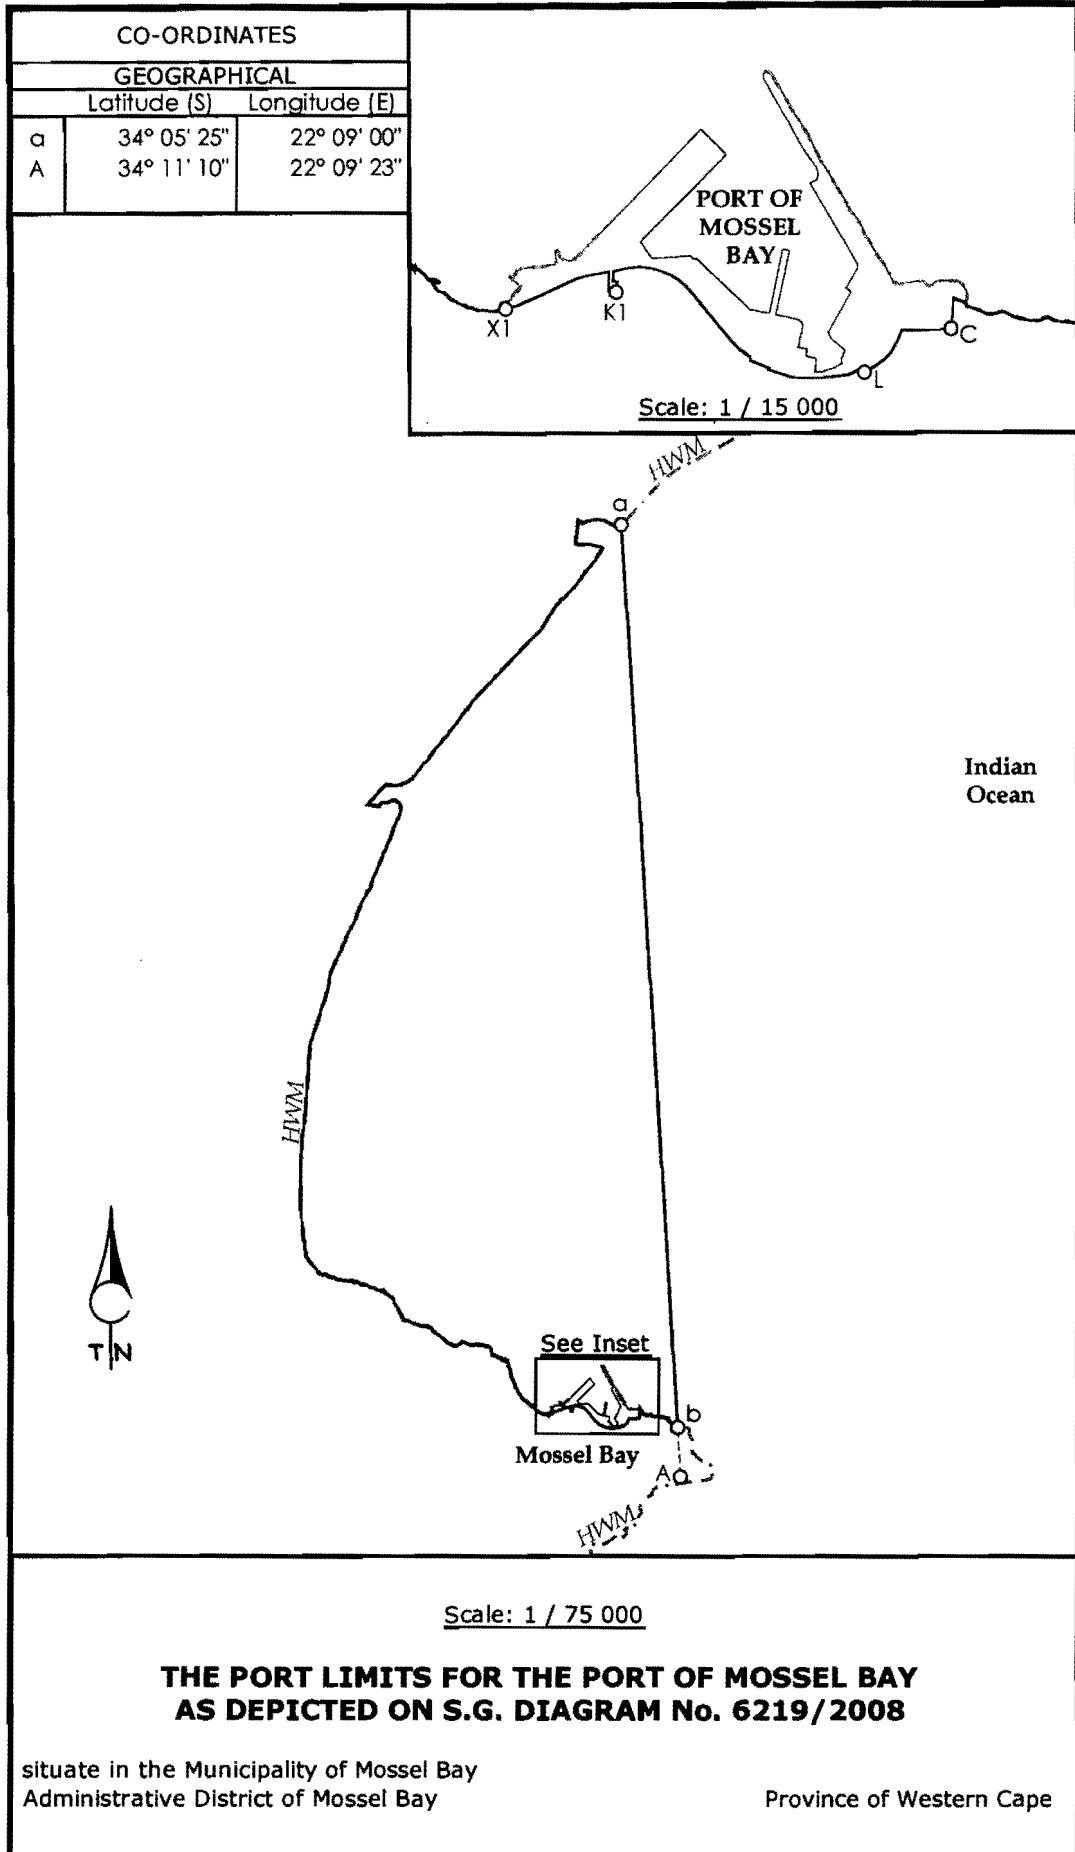 CO-ORDINATES
GEOGRAPHICAL
Latitude (S) Longitude (E)
a 34° 05' 25" 22° 09' 00"
A 34° 11' 10" 22° 09' 23"
PORT OF
MOSSEL
BAY
X1
K1
C
L
Scale: 1 / 15 000
HWM
a
Indian
Ocean
HWM
TN
See Inset
b
Mossel Bay
A
HWM
Scale: 1 / 75 000
THE PORT LIMITS FOR THE PORT OF MOSSEL BAY
AS DEPICTED ON S.G. DIAGRAM No. 6219/2008
situate in the Municipality of Mossel Bay
Administrative District of Mossel Bay Province of Western Cape